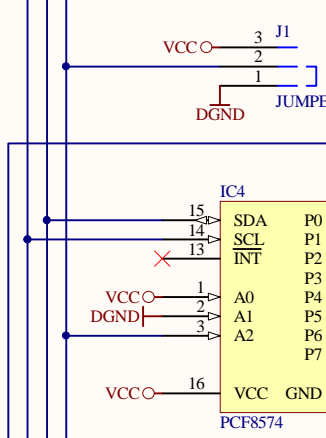 J1
VCC 3
2
1
DGND JUMPE
IC4
15 SDA P0
14 SCL P1
13 INT P2
P3
VCC 1 A0 P4
DGND 2 A1 P5
3 A2 P6
P7
VCC 16 VCC GND
PCF8574